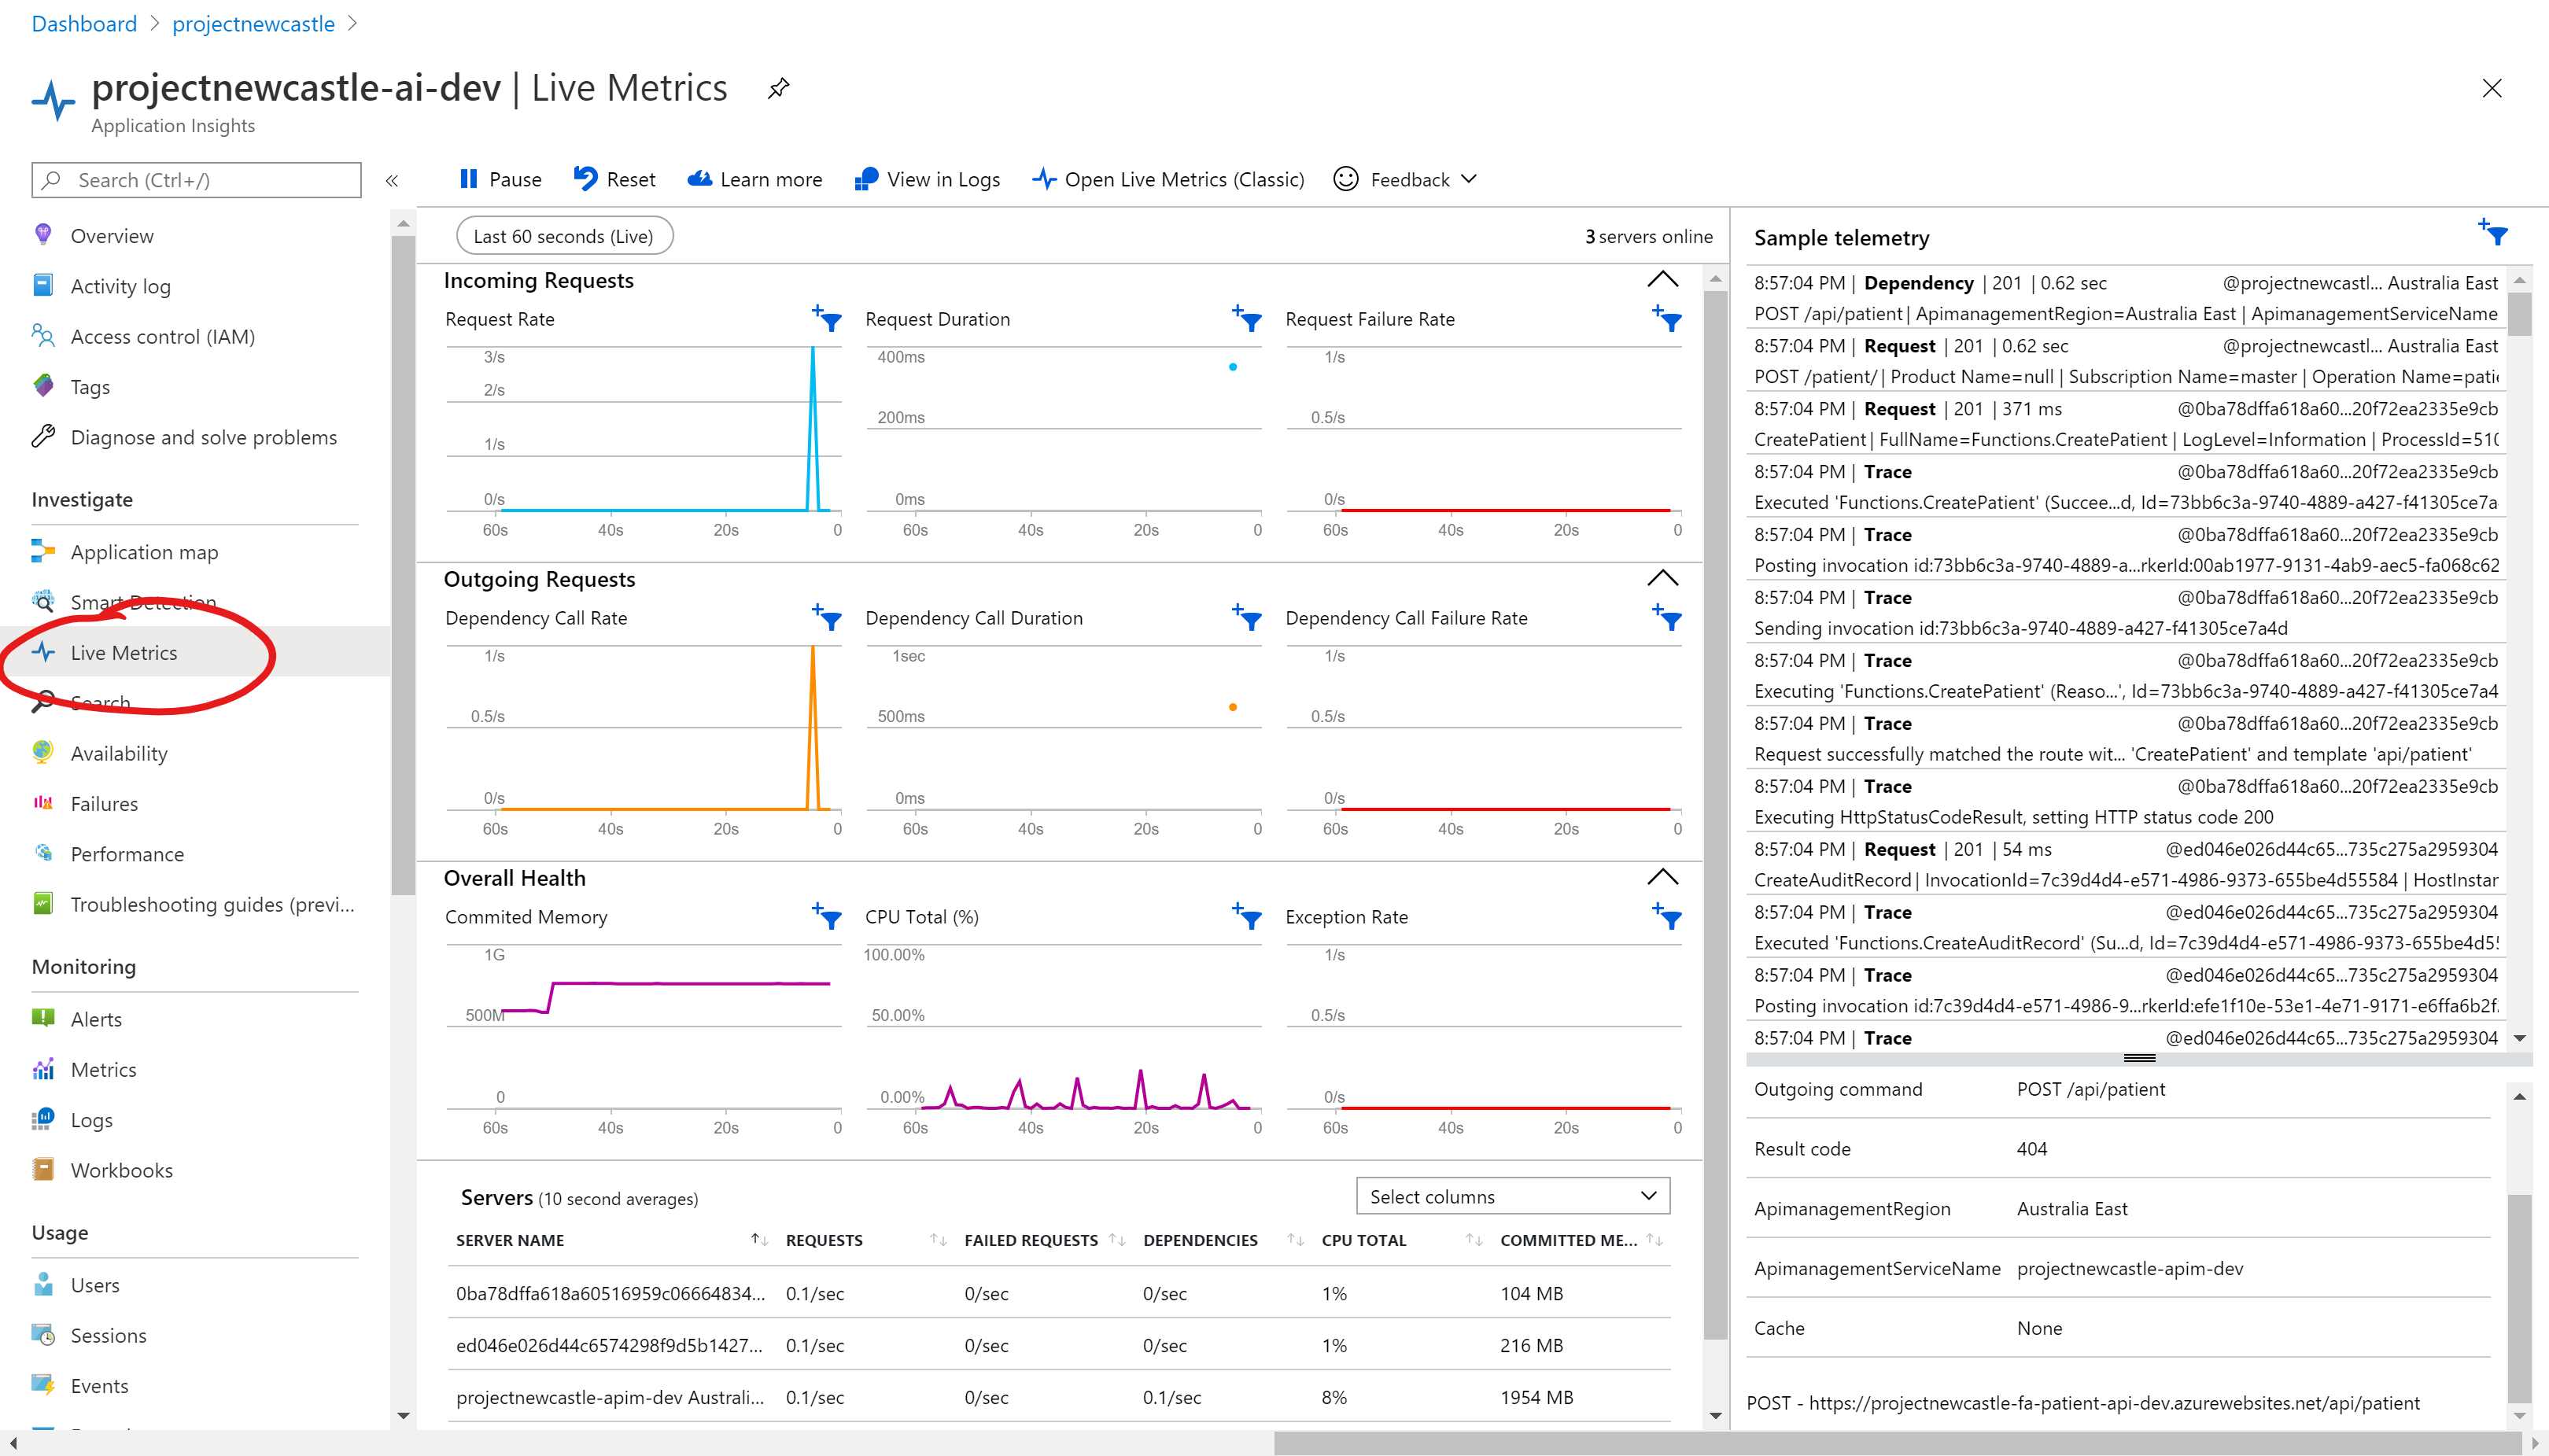 Dashboard > projectnewcastle >
projectnewcastle-ai-dev | Live Metrics
Application Insights
Search (Ctrl+/)
«
Overview
Activity log
Access control (IAM)
Tags
Diagnose and solve problems
Investigate
Application map
Smart Detection
Live Metrics
Search
Availability
Failures
Performance
Troubleshooting guides (previ...
Monitoring
Alerts
Metrics
Logs
Workbooks
Usage
Users
Sessions
Events
Pause Reset Learn more View in Logs Open Live Metrics (Classic) Feedback
Last 60 seconds (Live) 3 servers online
Incoming Requests
Request Rate
3/s
2/s
1/s
0/s
60s 40s 20s 0
Request Duration
400ms
200ms
0ms
60s 40s 20s 0
Request Failure Rate
1/s
0.5/s
0/s
60s 40s 20s 0
Outgoing Requests
Dependency Call Rate
1/s
0.5/s
0/s
60s 40s 20s 0
Dependency Call Duration
1sec
500ms
0ms
60s 40s 20s 0
Dependency Call Failure Rate
1/s
0.5/s
0/s
60s 40s 20s 0
Overall Health
Commited Memory
1G
500M
0
60s 40s 20s 0
CPU Total (%)
100.00%
50.00%
0.00%
60s 40s 20s 0
Exception Rate
1/s
0.5/s
0/s
60s 40s 20s 0
Servers (10 second averages) Select columns
SERVER NAME REQUESTS FAILED REQUESTS DEPENDENCIES CPU TOTAL COMMITTED ME...
0ba78dffa618a60516959c06664834... 0.1/sec 0/sec 0/sec 1% 104 MB
ed046e026d44c6574298f9d5b1427... 0.1/sec 0/sec 0/sec 1% 216 MB
projectnewcastle-apim-dev Australi... 0.1/sec 0/sec 0.1/sec 8% 1954 MB
Sample telemetry
8:57:04 PM | Dependency | 201 | 0.62 sec @projectnewcastl... Australia East
POST /api/patient | ApimanagementRegion=Australia East | ApimanagementServiceName
8:57:04 PM | Request | 201 | 0.62 sec @projectnewcastl... Australia East
POST /patient/ | Product Name=null | Subscription Name=master | Operation Name=patie
8:57:04 PM | Request | 201 | 371 ms @0ba78dffa618a60...20f72ea2335e9cb
CreatePatient | FullName=Functions.CreatePatient | LogLevel=Information | ProcessId=510
8:57:04 PM | Trace @0ba78dffa618a60...20f72ea2335e9cb
Executed 'Functions.CreatePatient' (Succee...d, Id=73bb6c3a-9740-4889-a427-f41305ce7a
8:57:04 PM | Trace @0ba78dffa618a60...20f72ea2335e9cb
Posting invocation id:73bb6c3a-9740-4889-a...rkerId:00ab1977-9131-4ab9-aec5-fa068c62
8:57:04 PM | Trace @0ba78dffa618a60...20f72ea2335e9cb
Sending invocation id:73bb6c3a-9740-4889-a427-f41305ce7a4d
8:57:04 PM | Trace @0ba78dffa618a60...20f72ea2335e9cb
Executing 'Functions.CreatePatient' (Reaso...', Id=73bb6c3a-9740-4889-a427-f41305ce7a4
8:57:04 PM | Trace @0ba78dffa618a60...20f72ea2335e9cb
Request successfully matched the route wit... 'CreatePatient' and template 'api/patient'
8:57:04 PM | Trace @0ba78dffa618a60...20f72ea2335e9cb
Executing HttpStatusCodeResult, setting HTTP status code 200
8:57:04 PM | Request | 201 | 54 ms @ed046e026d44c65...735c275a2959304
CreateAuditRecord | InvocationId=7c39d4d4-e571-4986-9373-655be4d55584 | HostInstan
8:57:04 PM | Trace @ed046e026d44c65...735c275a2959304
Executed 'Functions.CreateAuditRecord' (Su...d, Id=7c39d4d4-e571-4986-9373-655be4d55
8:57:04 PM | Trace @ed046e026d44c65...735c275a2959304
Posting invocation id:7c39d4d4-e571-4986-9...rkerId:efe1f10e-53e1-4e71-9171-e6ffa6b2f
8:57:04 PM | Trace @ed046e026d44c65...735c275a2959304
Outgoing command POST /api/patient
Result code 404
ApimanagementRegion Australia East
ApimanagementServiceName projectnewcastle-apim-dev
Cache None
POST - https://projectnewcastle-fa-patient-api-dev.azurewebsites.net/api/patient